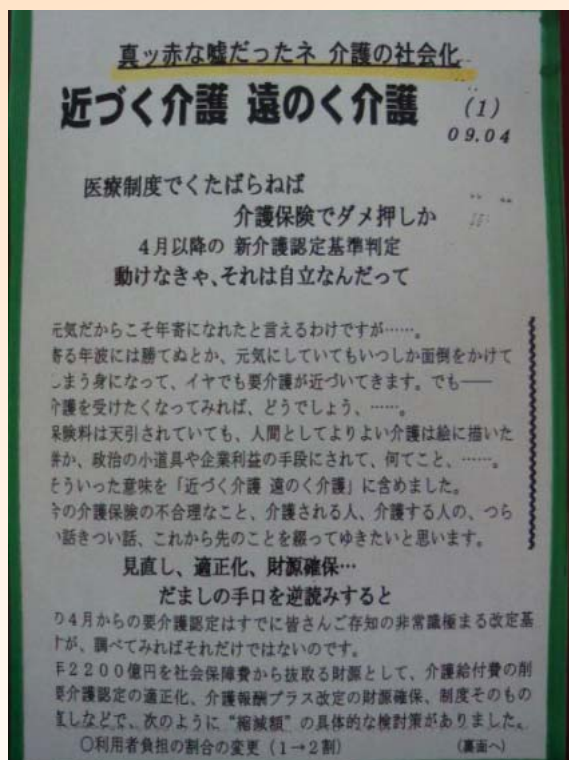 真ッ赤な嘘だったネ 介護の社会化
近づく介護 遠のく介護 (1)
09.04
医療制度でくたばらねば
介護保険でダメ押しか
4月以降の 新介護認定基準判定
動けなきゃ、それは自立なんだって
元気だからこそ年寄になれたと言えるわけですが……。
寄る年波には勝てぬとか、元気にしていてもいつしか面倒をかけて
しまう身になって、イヤでも要介護が近づいてきます。でも――
介護を受けたくなってみれば、どうでしょう、……。
保険料は天引されていても、人間としてよりよい介護は絵に描いた
餅か、政治の小道具や企業利益の手段にされて、何てこと、……。
そういった意味を「近づく介護 遠のく介護」に含めました。
今の介護保険の不合理なこと、介護される人、介護する人の、つら
い話きつい話、これから先のことを綴ってゆきたいと思います。
見直し、適正化、財源確保…
だましの手口を逆読みすると
の4月からの要介護認定はすでに皆さんご存知の非常識極まる改定基
すが、調べてみればそれだけではないのです。
年2200億円を社会保障費から抜取る財源として、介護給付費の削
要介護認定の適正化、介護報酬プラス改定の財源確保、制度そのもの
直しなどで、次のように“縮減額”の具体的な検討策がありました。
○利用者負担の割合の変更（1→2割） (裏面へ)